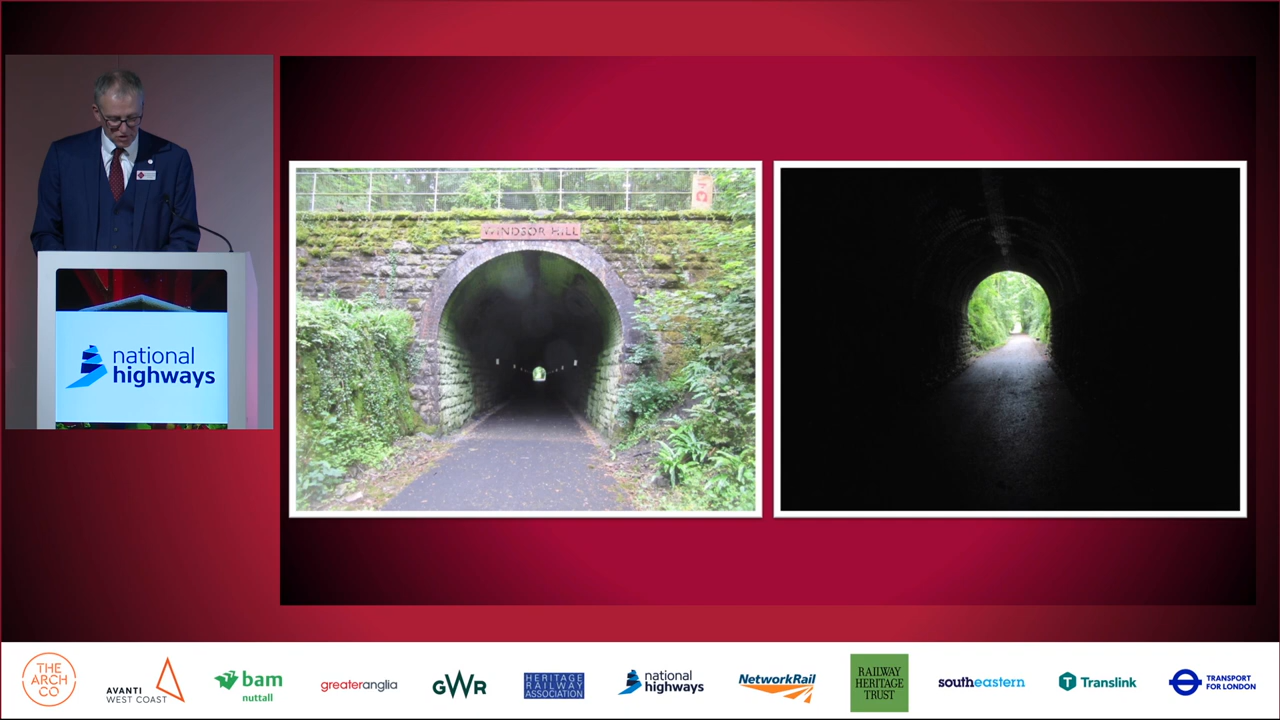 WINDSOR HILL
national
highways
THE
ARCH
CO
AVANTI
WEST COAST
bam
nuttall
greateranglia
GWR
HERITAGE
RAILWAY
ASSOCIATION
national
highways
NetworkRail
RAILWAY
HERITAGE
TRUST
southeastern
Translink
TRANSPORT
FOR LONDON